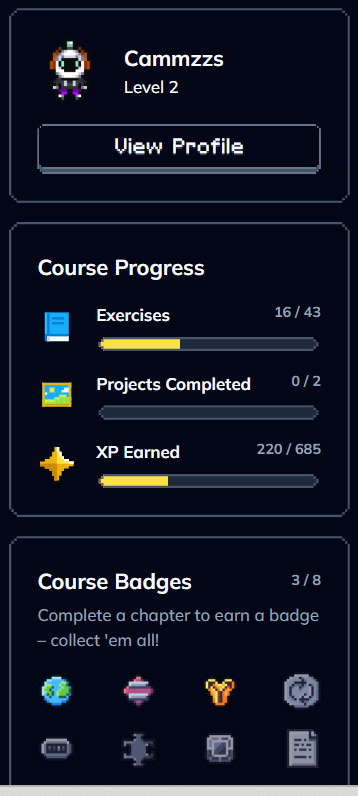 Cammzzs
Level 2
View Profile
Course Progress
Exercises 16 / 43
Projects Completed 0 / 2
XP Earned 220 / 685
Course Badges 3 / 8
Complete a chapter to earn a badge
– collect 'em all!